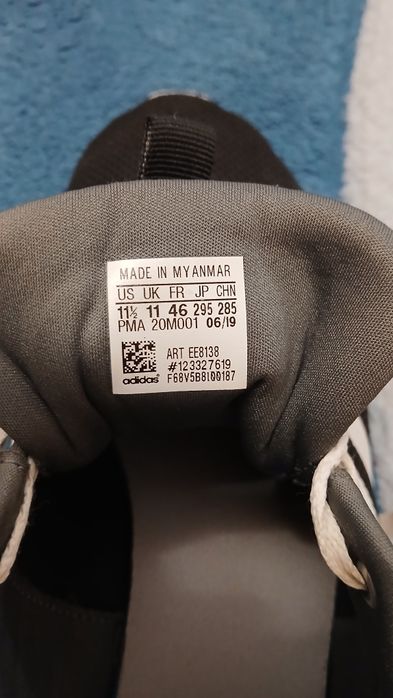 MADE IN MYANMAR
US UK FR JP CHN
11½ 11 46 295 285
PMA 20M001 06/19
ART EE8138
#123327619
adidas F68V5B8L00187